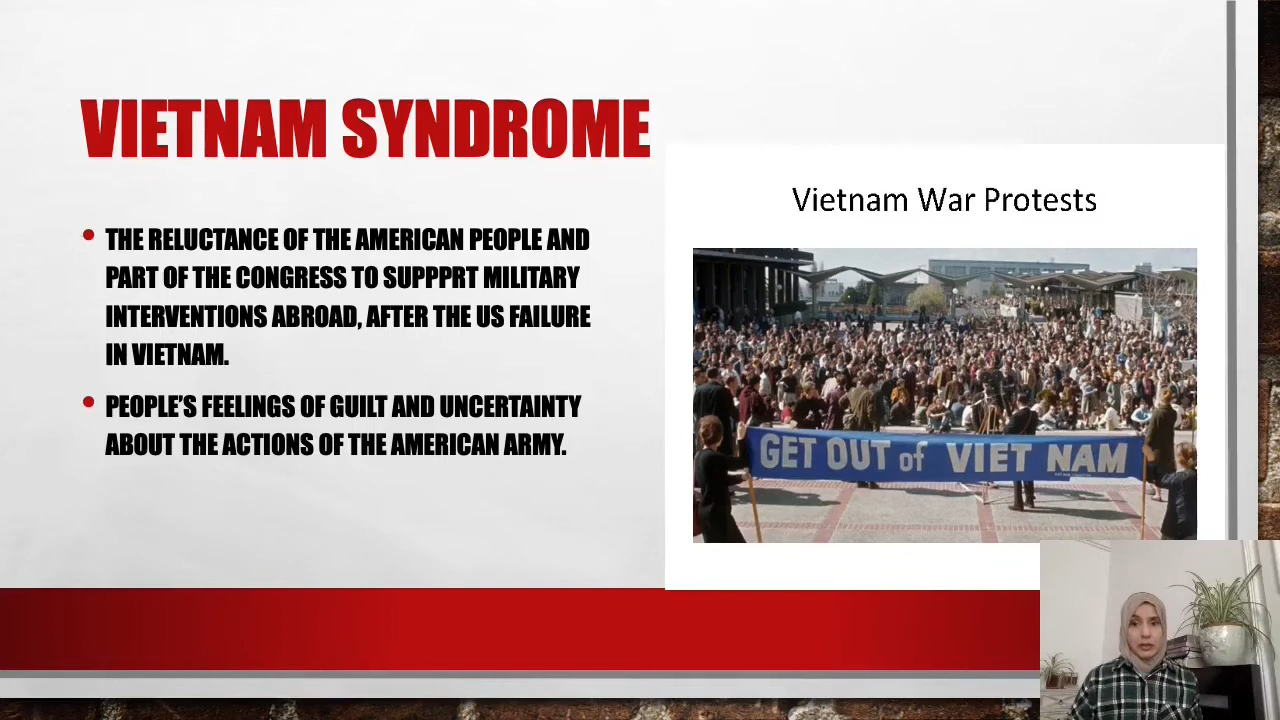 VIETNAM SYNDROME
THE RELUCTANCE OF THE AMERICAN PEOPLE AND
PART OF THE CONGRESS TO SUPPPRT MILITARY
INTERVENTIONS ABROAD, AFTER THE US FAILURE
IN VIETNAM.
PEOPLE'S FEELINGS OF GUILT AND UNCERTAINTY
ABOUT THE ACTIONS OF THE AMERICAN ARMY.
Vietnam War Protests
GET OUT of VIET NAM